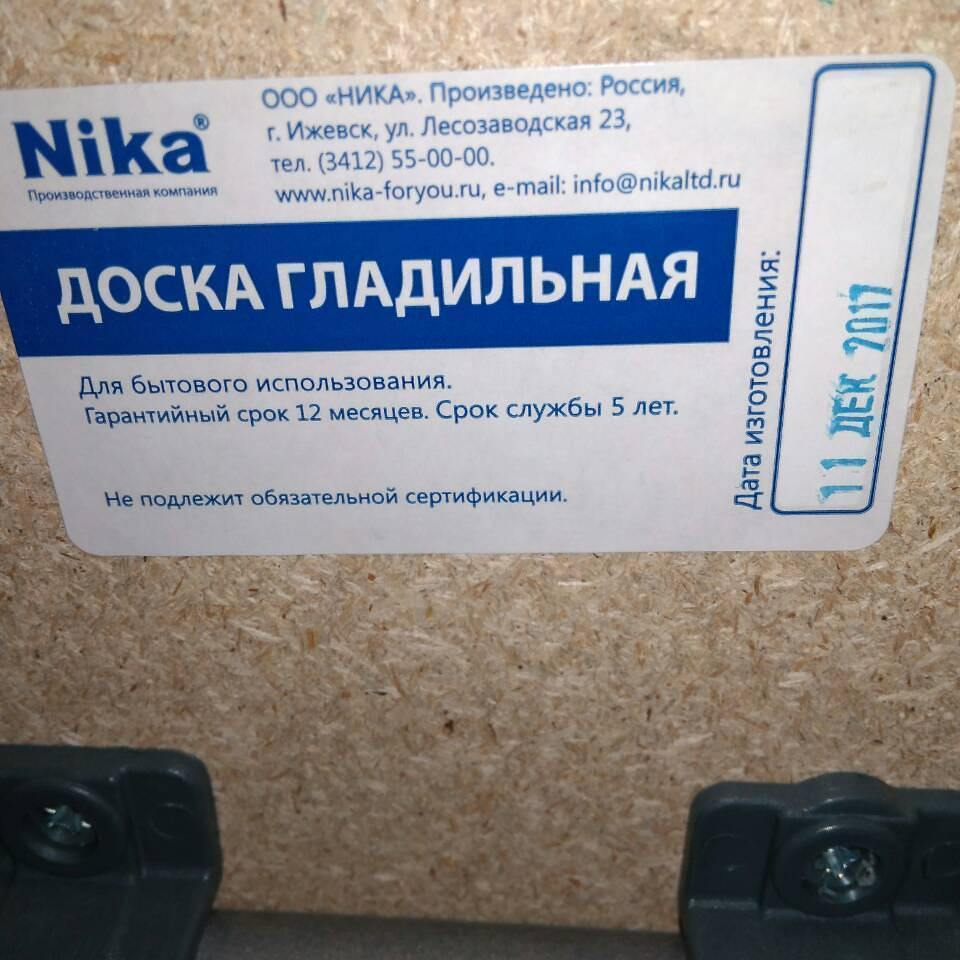 Nika®
Производственная компания
ООО «НИКА». Произведено: Россия,
г. Ижевск, ул. Лесозаводская 23,
тел. (3412) 55-00-00.
www.nika-foryou.ru, e-mail: info@nikaltd.ru
ДОСКА ГЛАДИЛЬНАЯ
Для бытового использования.
Гарантийный срок 12 месяцев. Срок службы 5 лет.
Не подлежит обязательной сертификации.
Дата изготовления:
11 ДЕК 2017